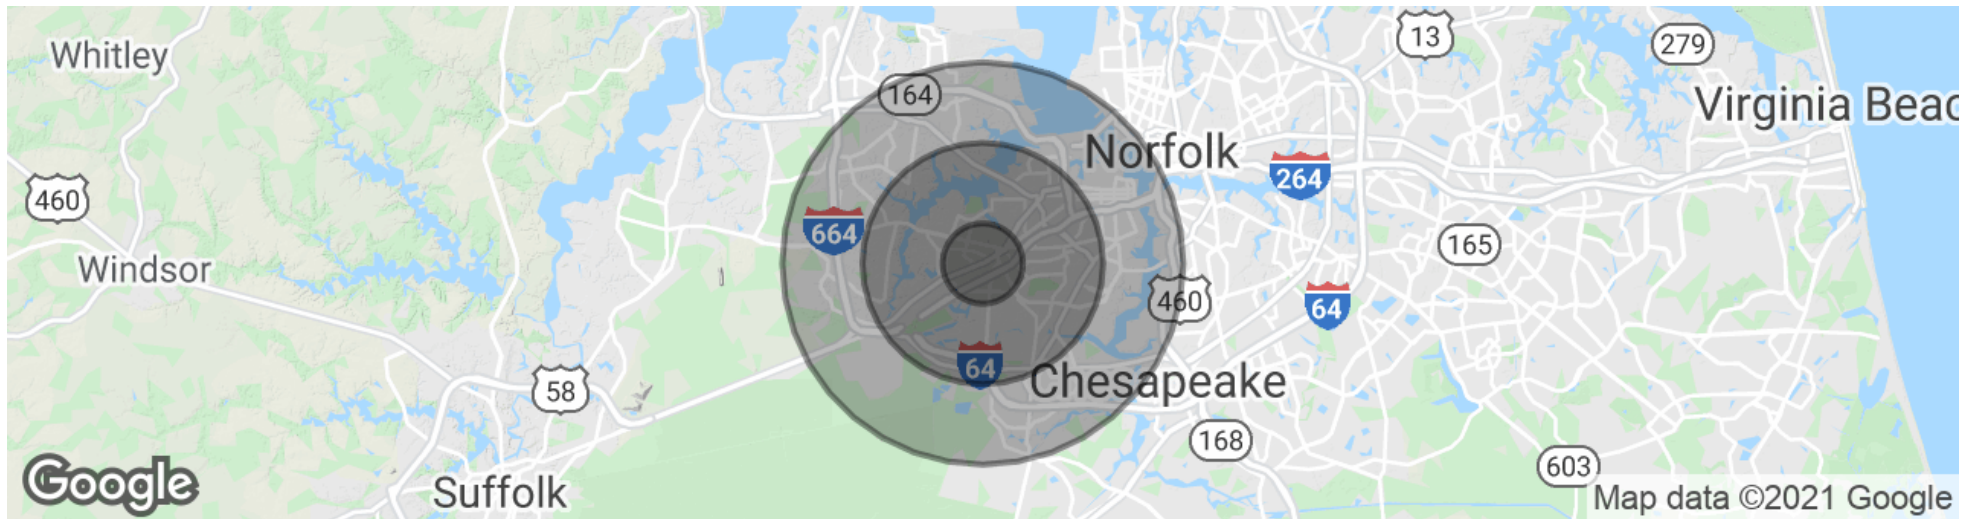 Whitley
13
279
164
Virginia Beac
Norfolk
264
460
664
165
Windsor
460
64
64
Chesapeake
58
168
603
Google
Suffolk
Map data ©2021 Google